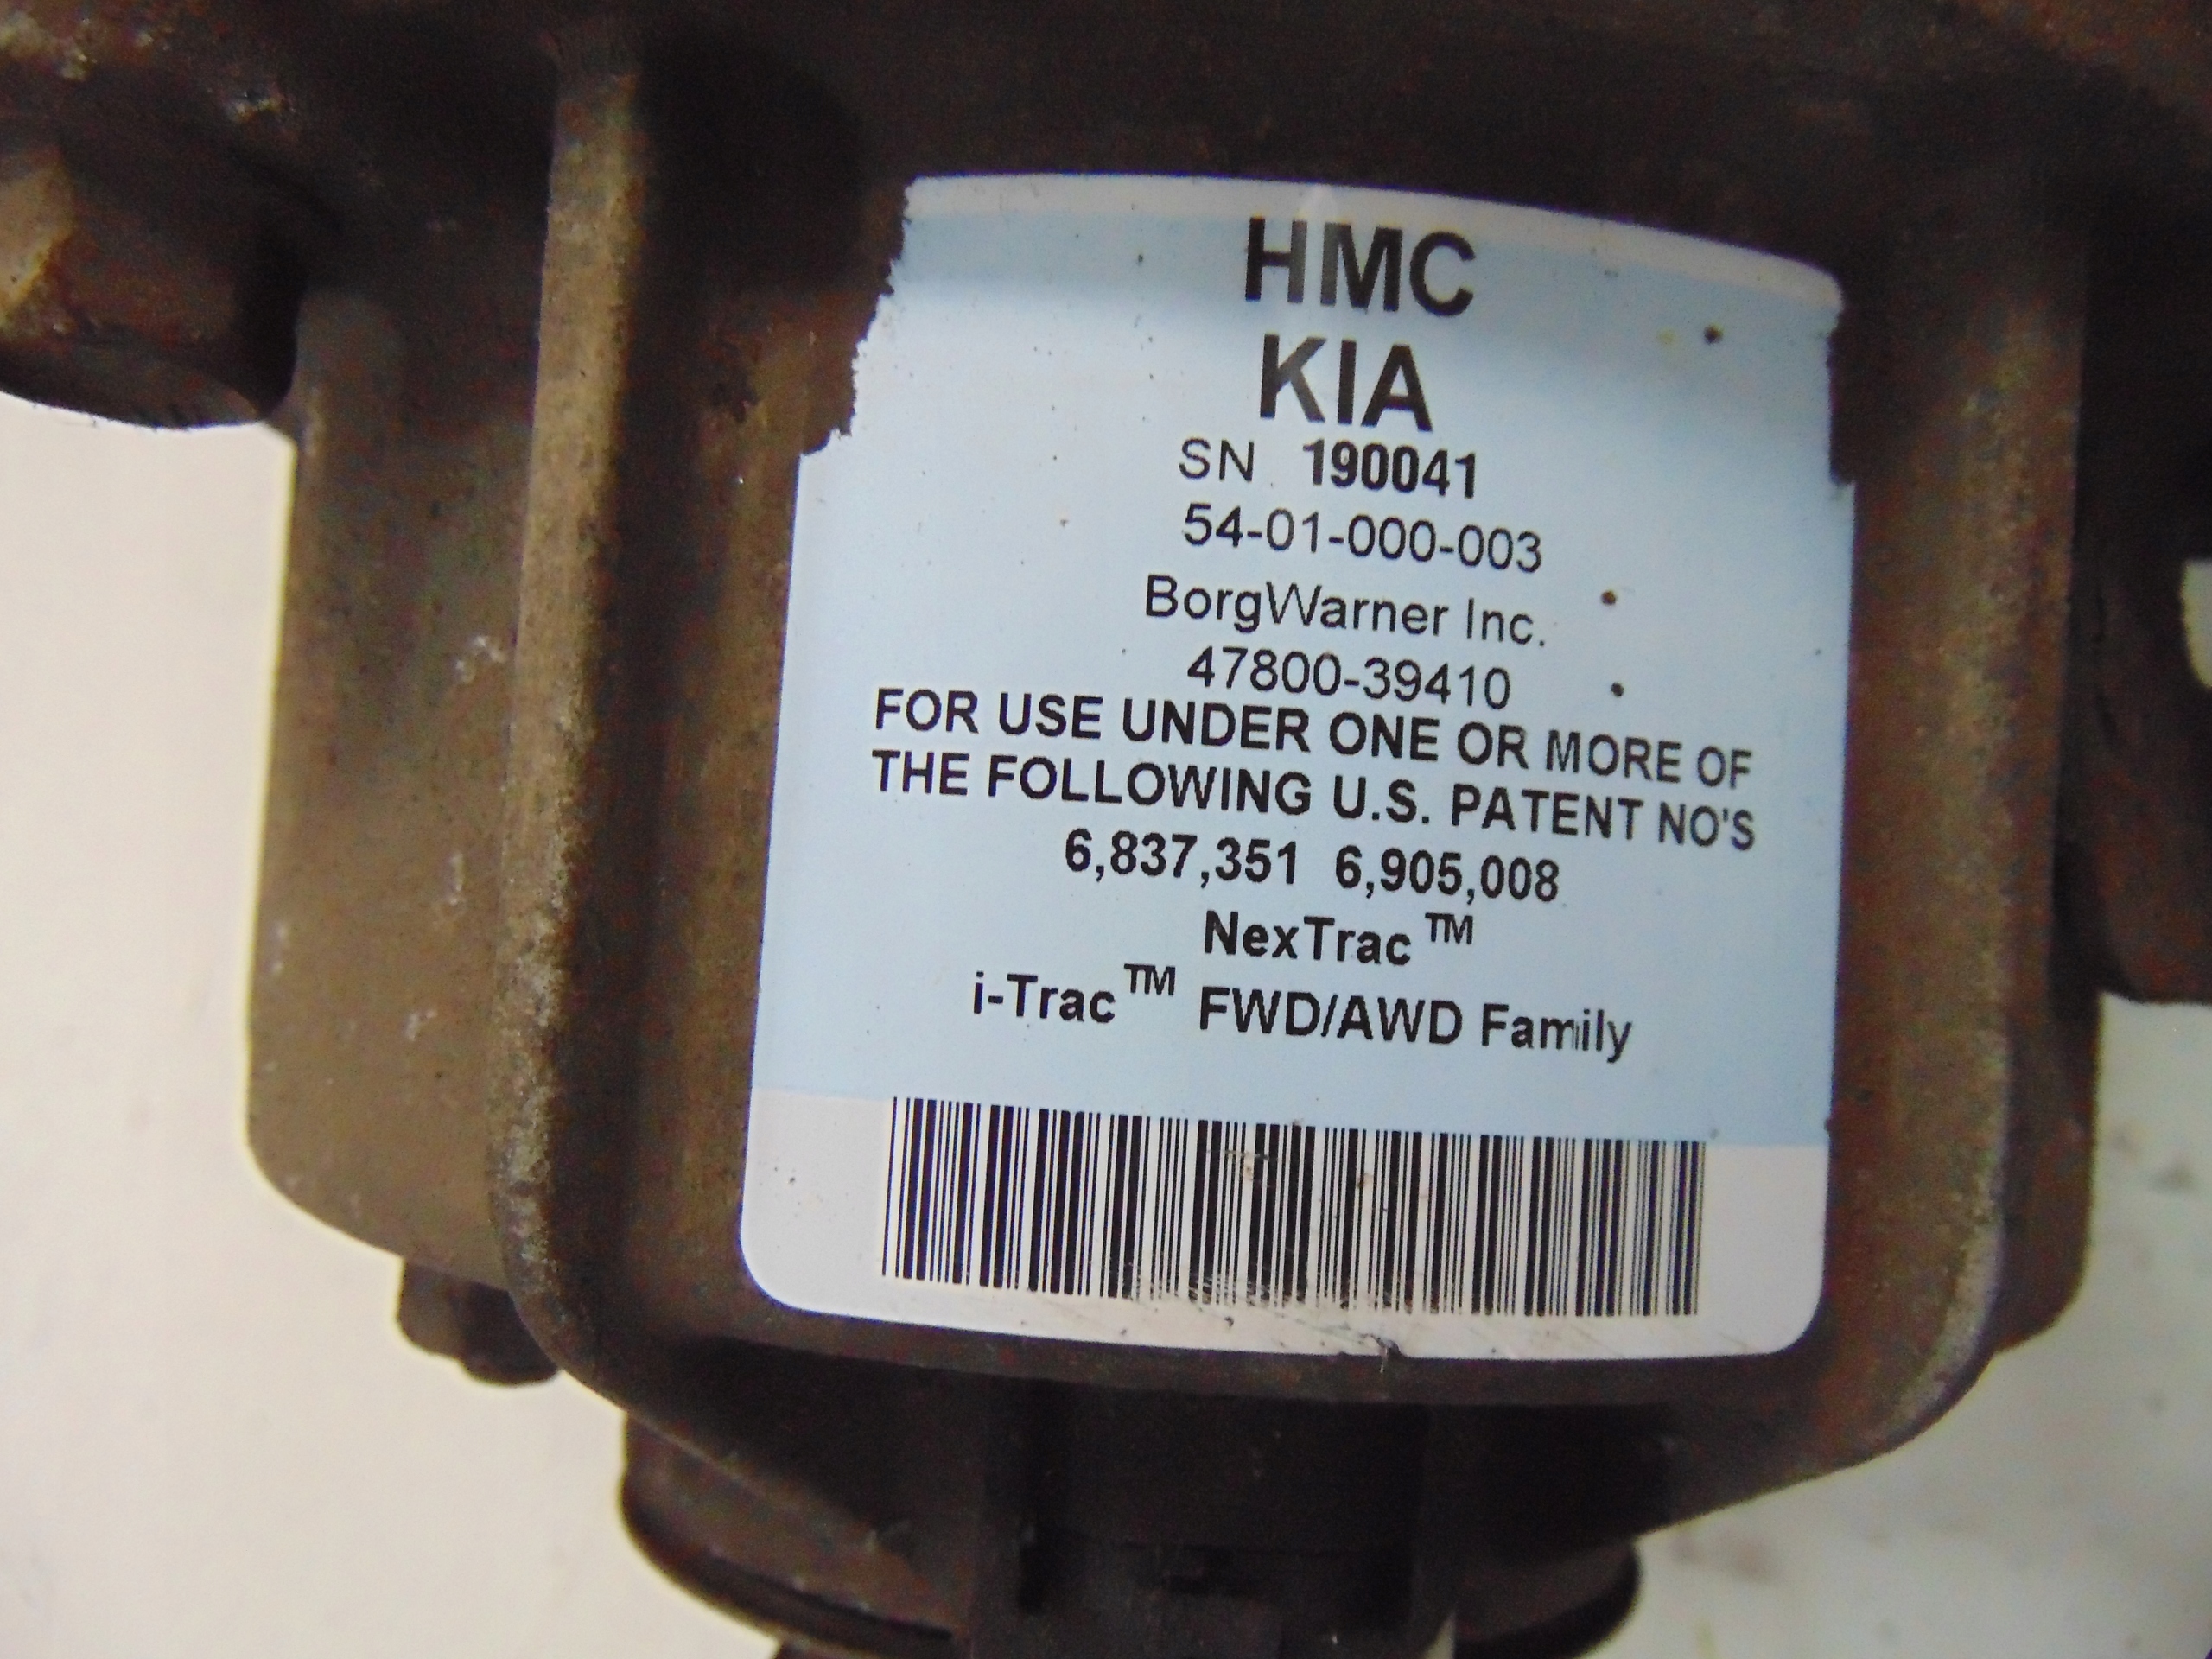 HMC
KIA
SN 190041
54-01-000-003
BorgWarner Inc.
47800-39410
FOR USE UNDER ONE OR MORE OF
THE FOLLOWING U.S. PATENT NO'S
6,837,351 6,905,008
NexTrac™
i-Trac™ FWD/AWD Family